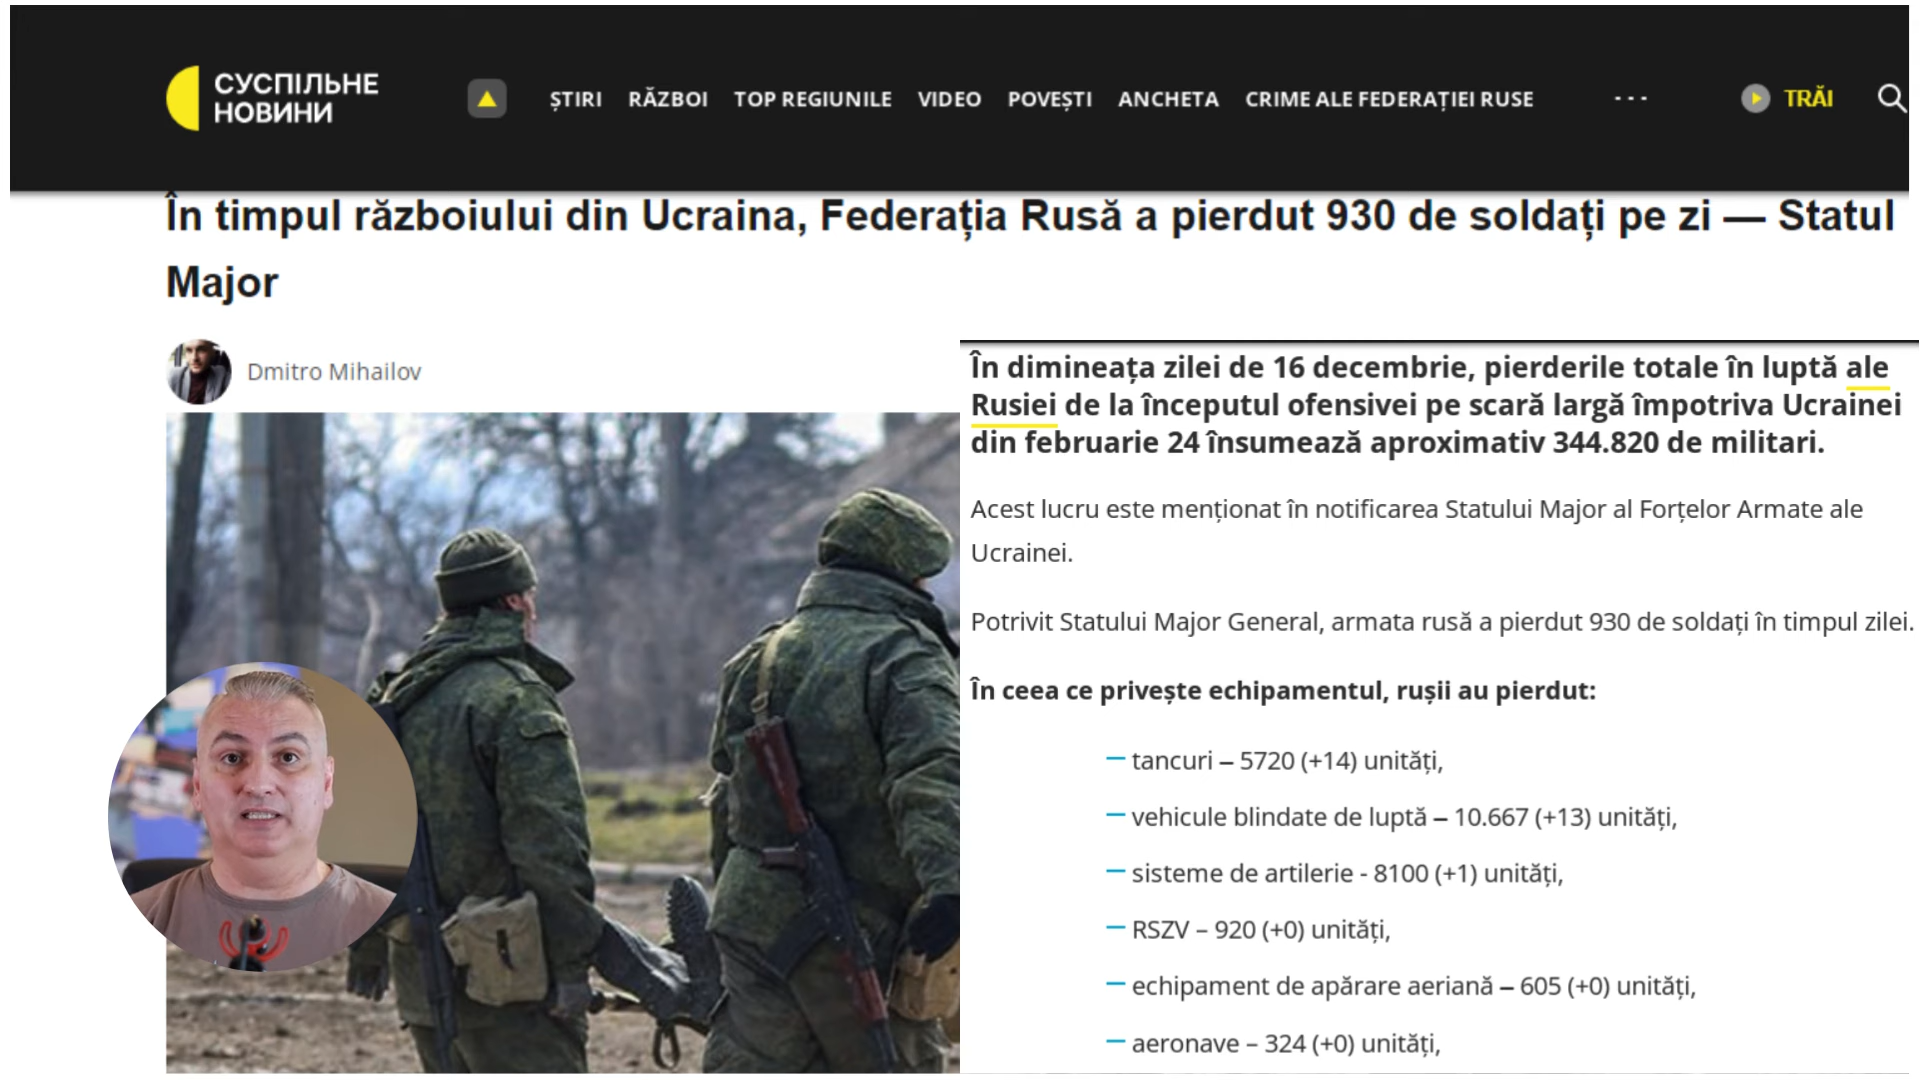 СУСПІЛЬНЕ
НОВИНИ
ȘTIRI RĂZBOI TOP REGIUNILE VIDEO POVEȘTI ANCHETA CRIME ALE FEDERAȚIEI RUSE --- TRĂI
În timpul războiului din Ucraina, Federația Rusă a pierdut 930 de soldați pe zi — Statul
Major
Dmitro Mihailov
În dimineața zilei de 16 decembrie, pierderile totale în luptă ale
Rusiei de la începutul ofensivei pe scară largă împotriva Ucrainei
din februarie 24 însumează aproximativ 344.820 de militari.
Acest lucru este menționat în notificarea Statului Major al Forțelor Armate ale
Ucrainei.
Potrivit Statului Major General, armata rusă a pierdut 930 de soldați în timpul zilei.
În ceea ce privește echipamentul, rușii au pierdut:
— tancuri – 5720 (+14) unități,
— vehicule blindate de luptă – 10.667 (+13) unități,
— sisteme de artilerie - 8100 (+1) unități,
— RSZV – 920 (+0) unități,
— echipament de apărare aeriană – 605 (+0) unități,
— aeronave – 324 (+0) unități,